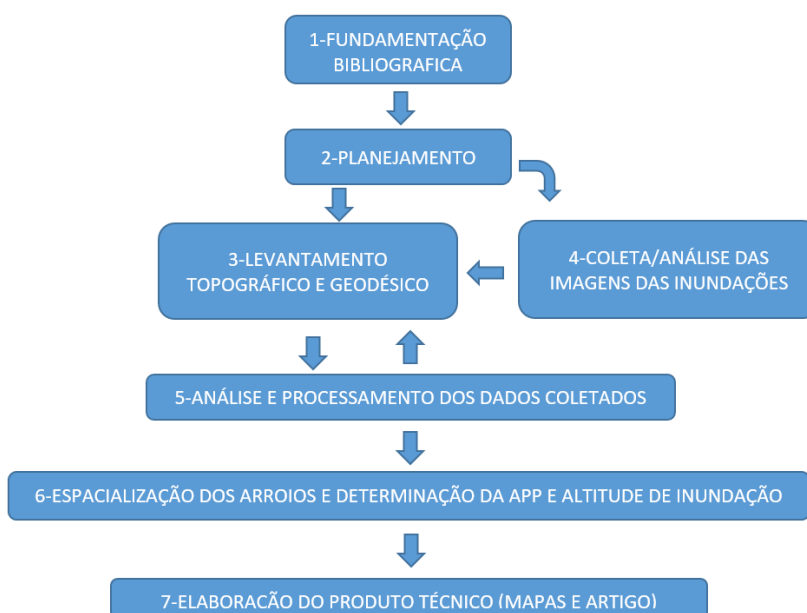 1-FUNDAMENTAÇÃO
BIBLIOGRAFICA
2-PLANEJAMENTO
3-LEVANTAMENTO
TOPOGRÁFICO E GEODÉSICO
4-COLETA/ANÁLISE DAS
IMAGENS DAS INUNDAÇÕES
5-ANÁLISE E PROCESSAMENTO DOS DADOS COLETADOS
6-ESPACIALIZAÇÃO DOS ARROIOS E DETERMINAÇÃO DA APP E ALTITUDE DE INUNDAÇÃO
7-ELABORAÇÃO DO PRODUTO TÉCNICO (MAPAS E ARTIGO)